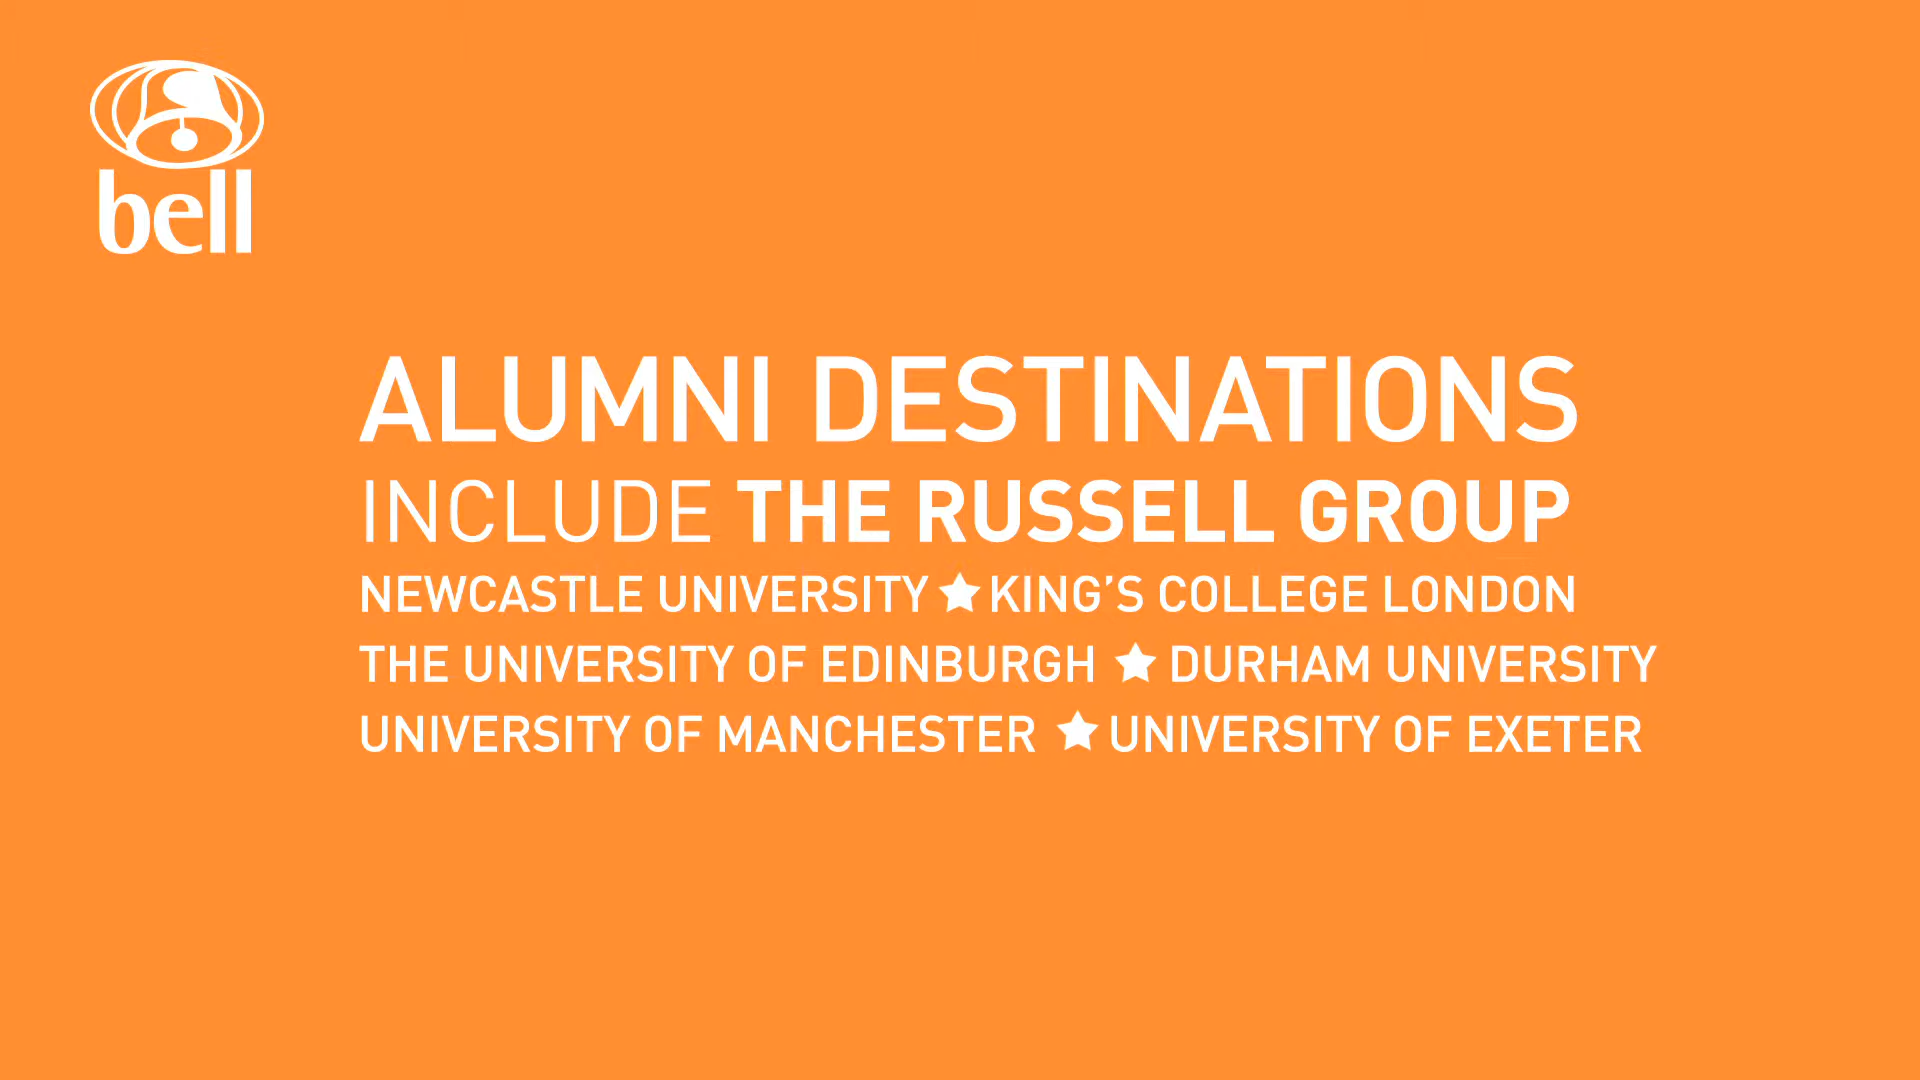 bell
ALUMNI DESTINATIONS
INCLUDE THE RUSSELL GROUP
NEWCASTLE UNIVERSITY ★ KING’S COLLEGE LONDON
THE UNIVERSITY OF EDINBURGH ★ DURHAM UNIVERSITY
UNIVERSITY OF MANCHESTER ★ UNIVERSITY OF EXETER